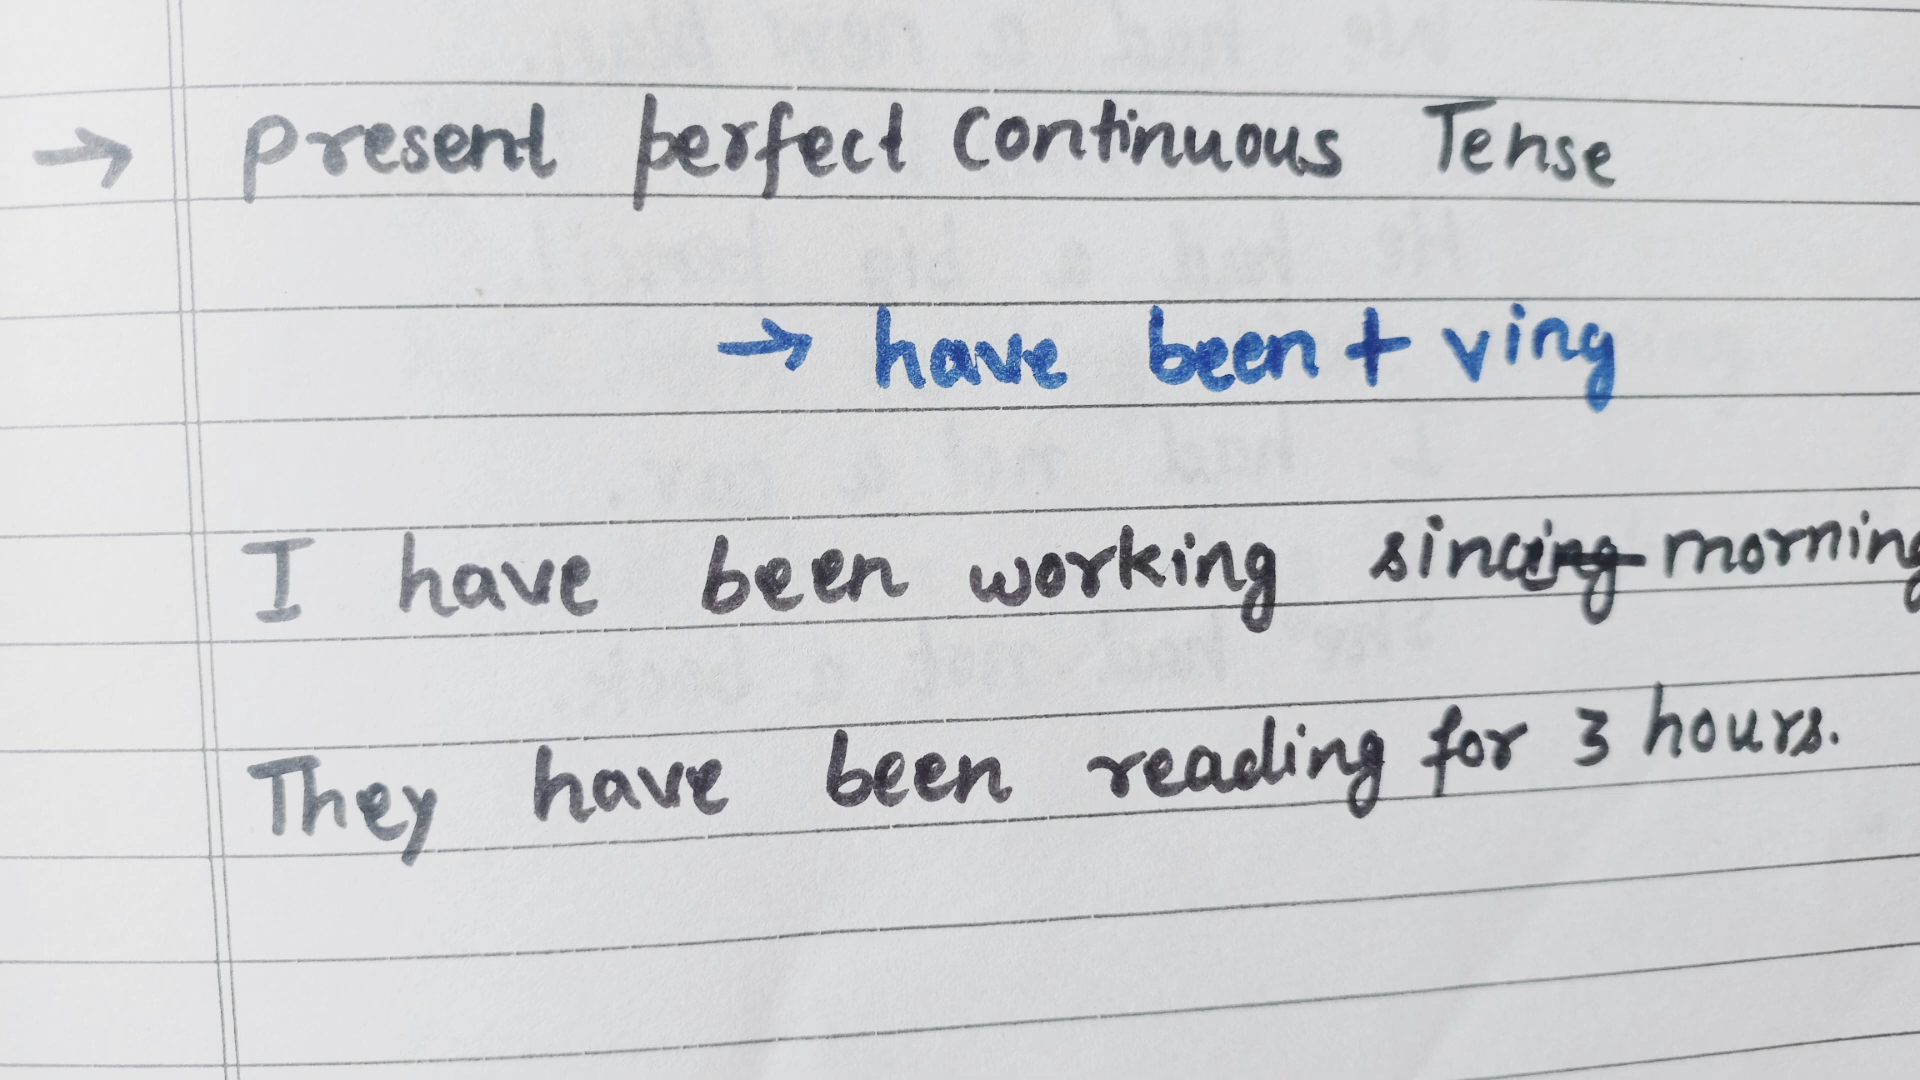 → present perfect Continuous Tense
→ have been + ving
I have been working since morning
They have been reading for 3 hours.